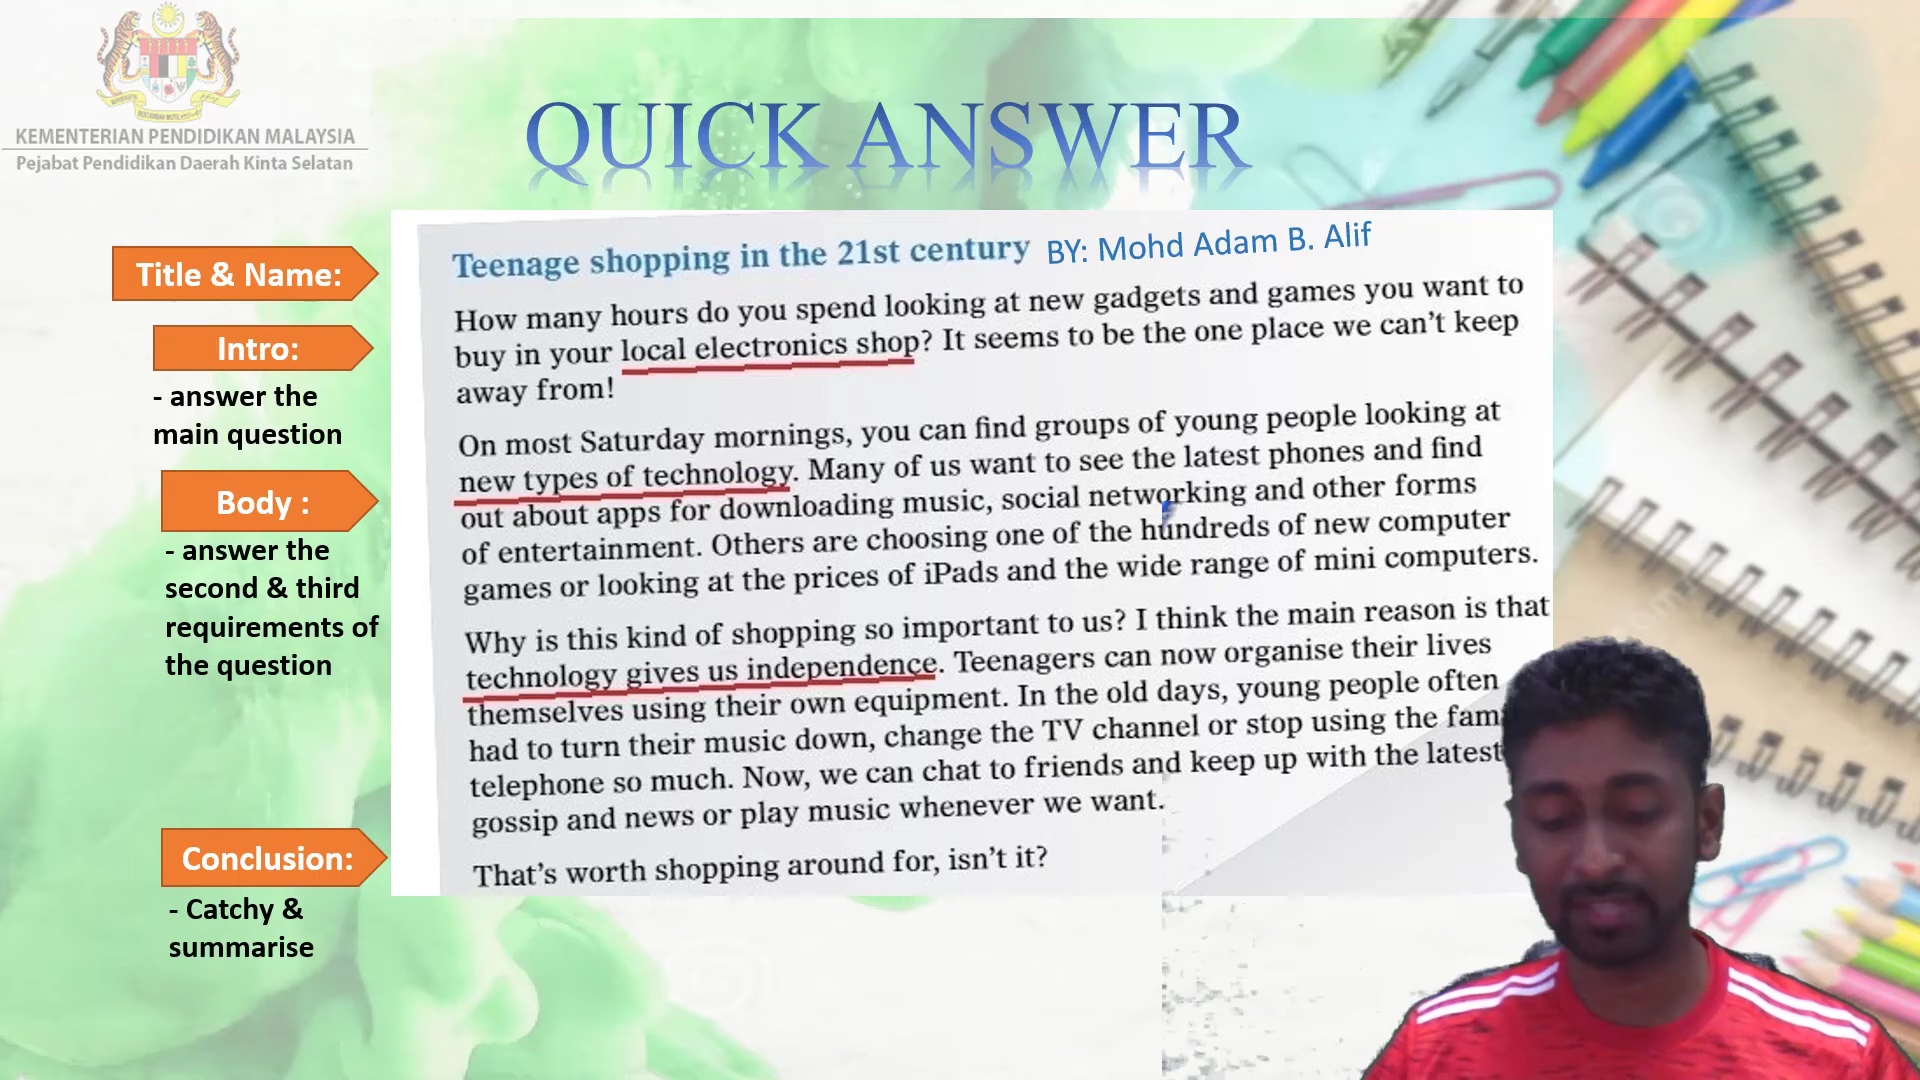 KEMENTERIAN PENDIDIKAN MALAYSIA
Pejabat Pendidikan Daerah Kinta Selatan
QUICK ANSWER
Title & Name:
Intro:
- answer the
main question
Body :
- answer the
second & third
requirements of
the question
Conclusion:
- Catchy &
summarise
Teenage shopping in the 21st century BY: Mohd Adam B. Alif
How many hours do you spend looking at new gadgets and games you want to
buy in your local electronics shop? It seems to be the one place we can't keep
away from!
On most Saturday mornings, you can find groups of young people looking at
new types of technology. Many of us want to see the latest phones and find
out about apps for downloading music, social networking and other forms
of entertainment. Others are choosing one of the hundreds of new computer
games or looking at the prices of iPads and the wide range of mini computers.
Why is this kind of shopping so important to us? I think the main reason is that
technology gives us independence. Teenagers can now organise their lives
themselves using their own equipment. In the old days, young people often
had to turn their music down, change the TV channel or stop using the
telephone so much. Now, we can chat to friends and keep up with the latest
gossip and news or play music whenever we want.
That's worth shopping around for, isn't it?